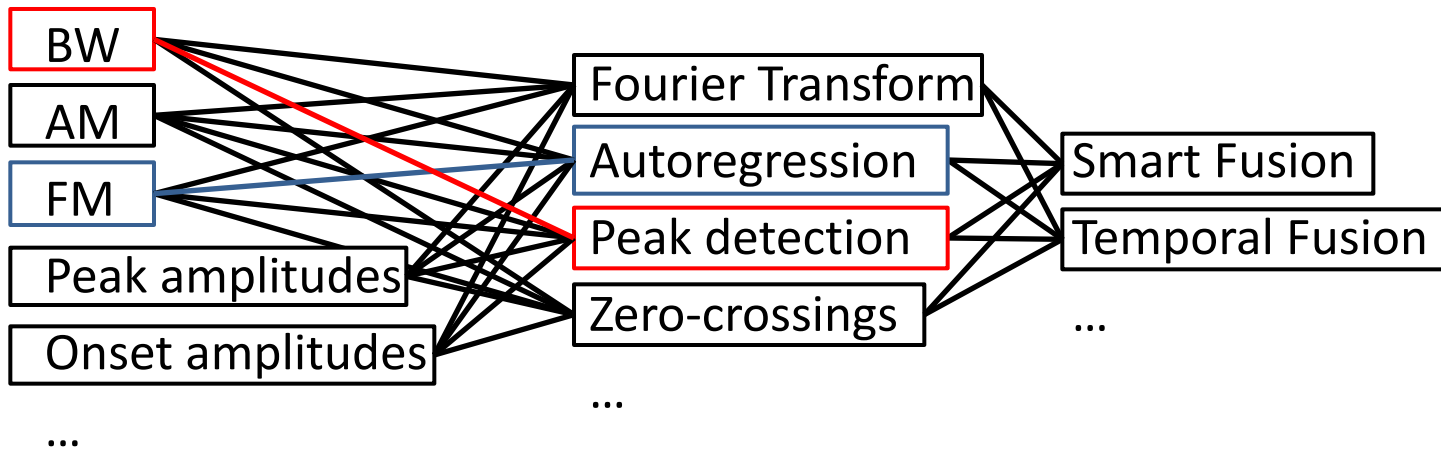 BW
AM
FM
Peak amplitudes
Onset amplitudes
...
Fourier Transform
Autoregression
Peak detection
Zero-crossings
...
Smart Fusion
Temporal Fusion
...